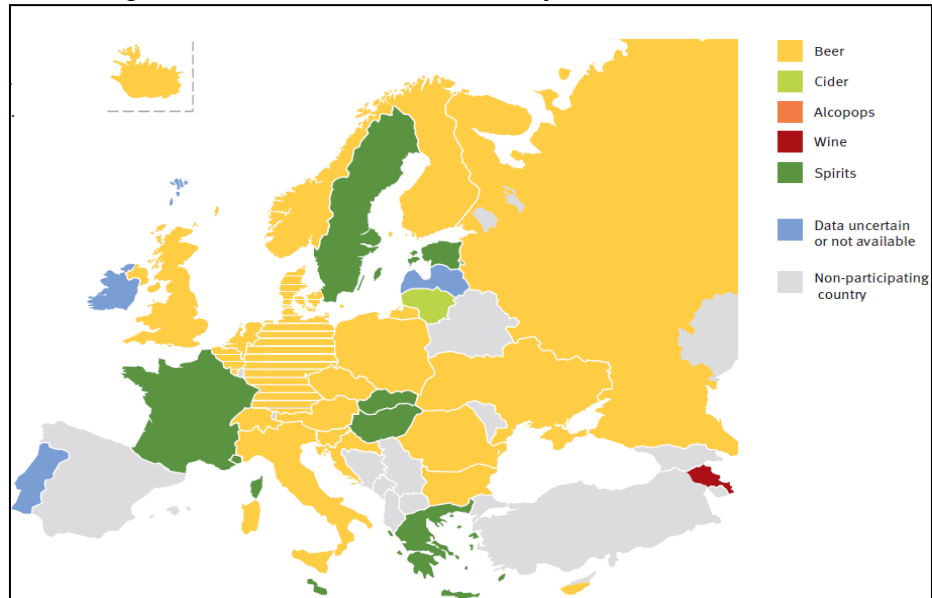 Beer
Cider
Alcopops
Wine
Spirits
Data uncertain
or not available
Non-participating
country